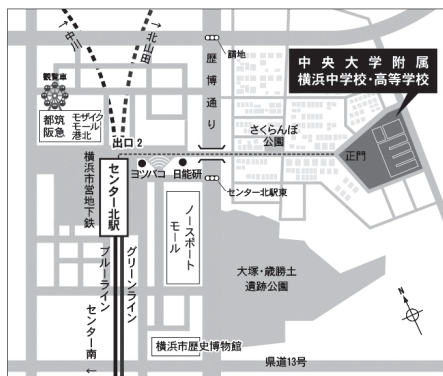 ↑中川
↑北山田
観覧車
都筑
阪急
モザイク
モール
港北
出口 2
歴博通り
鯖地
中央大学附属
横浜中学校・高等学校
さくらんぼ
公園
正門
横浜市営地下鉄
センター北駅
ヨツバコ
日能研
センター北駅東
ノースポート
モール
大塚・歳勝土
遺跡公園
ブルーライン
グリーンライン
センター南 ↓
横浜市歴史博物館
県道13号
N